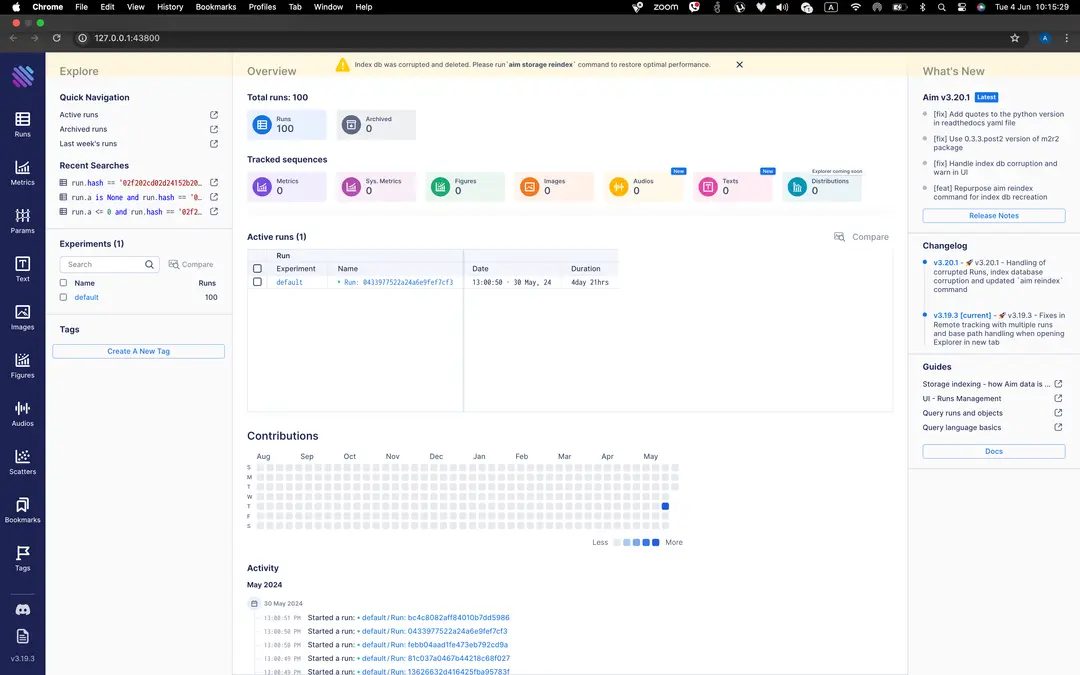 Chrome File Edit View History Bookmarks Profiles Tab Window Help
zoom A Tue 4 Jun 10:15:29
127.0.0.1:43800
A
Explore
Quick Navigation
Active runs
Archived runs
Last week's runs
Recent Searches
run.hash == '02f202cd02d24152b20...
run.a is None and run.hash == '0...
run.a <= 0 and run.hash == '02f2...
Experiments (1)
Search
Compare
Name Runs
default 100
Tags
Create A New Tag
Runs
Metrics
Params
Text
Images
Figures
Audios
Scatters
Bookmarks
Tags
v3.19.3
Overview
Index db was corrupted and deleted. Please run`aim storage reindex` command to restore optimal performance.
Total runs: 100
Runs
100
Archived
0
Tracked sequences
Metrics
0
Sys. Metrics
0
Figures
0
Images
0
New
Audios
0
New
Texts
0
Explorer coming soon
Distributions
0
Active runs (1)
Compare
Run
Experiment Name Date Duration
default Run: 0433977522a24a6e9fef7cf3 13:00:50 · 30 May, 24 4day 21hrs
Contributions
Aug Sep Oct Nov Dec Jan Feb Mar Apr May
S
M
T
W
T
F
S
Less More
Activity
May 2024
30 May 2024
13:00:51 PM Started a run: • default/Run: bc4c8082aff84010b7dd5986
13:00:50 PM Started a run: • default/Run: 0433977522a24a6e9fef7cf3
13:00:50 PM Started a run: • default/Run: febb04aad1fe473eb792cd9a
13:00:49 PM Started a run: • default/Run: 81c037a0467b44218c68f027
13:00:49 PM Started a run: • default/Run: 13626632d416425fba95783f
What's New
Aim v3.20.1 Latest
[fix] Add quotes to the python version
in readthedocs yaml file
[fix] Use 0.3.3.post2 version of m2r2
package
[fix] Handle index db corruption and
warn in UI
[feat] Repurpose aim reindex
command for index db recreation
Release Notes
Changelog
v3.20.1 - 🚀 v3.20.1 - Handling of
corrupted Runs, index database
corruption and updated `aim reindex`
command
v3.19.3 [current] - 🚀 v3.19.3 - Fixes in
Remote tracking with multiple runs
and base path handling when opening
Explorer in new tab
Guides
Storage indexing - how Aim data is ...
UI - Runs Management
Query runs and objects
Query language basics
Docs